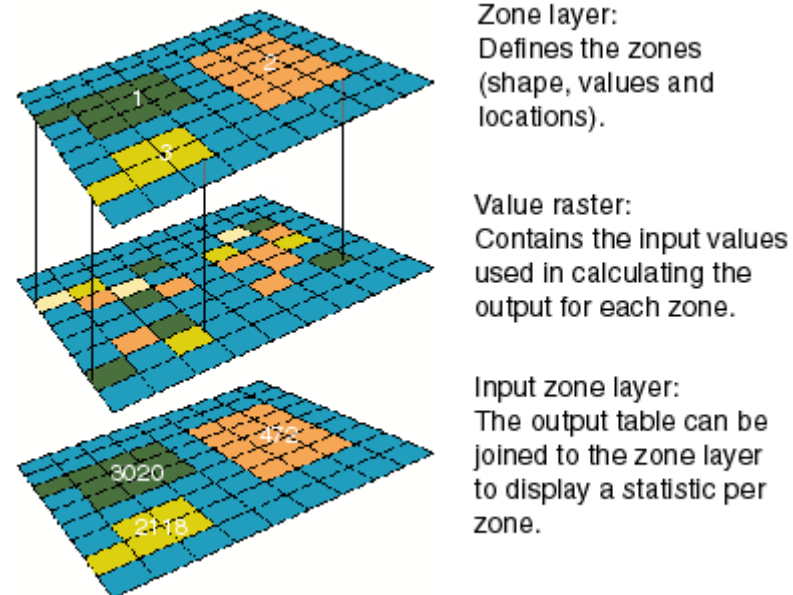 Zone layer:
Defines the zones
(shape, values and
locations).
1
2
3
Value raster:
Contains the input values
used in calculating the
output for each zone.
Input zone layer:
The output table can be
joined to the zone layer
to display a statistic per
zone.
472
3020
2118